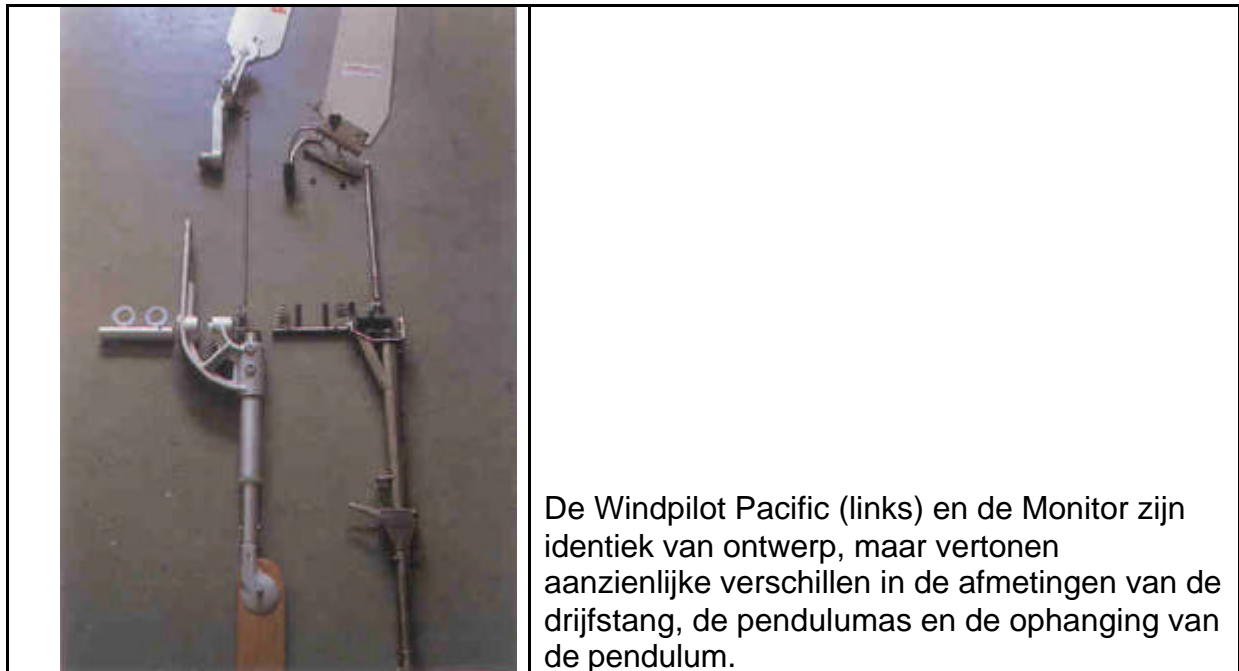 De Windpilot Pacific (links) en de Monitor zijn
identiek van ontwerp, maar vertonen
aanzienlijke verschillen in de afmetingen van de
drijfstang, de pendulumas en de ophanging van
de pendulum.